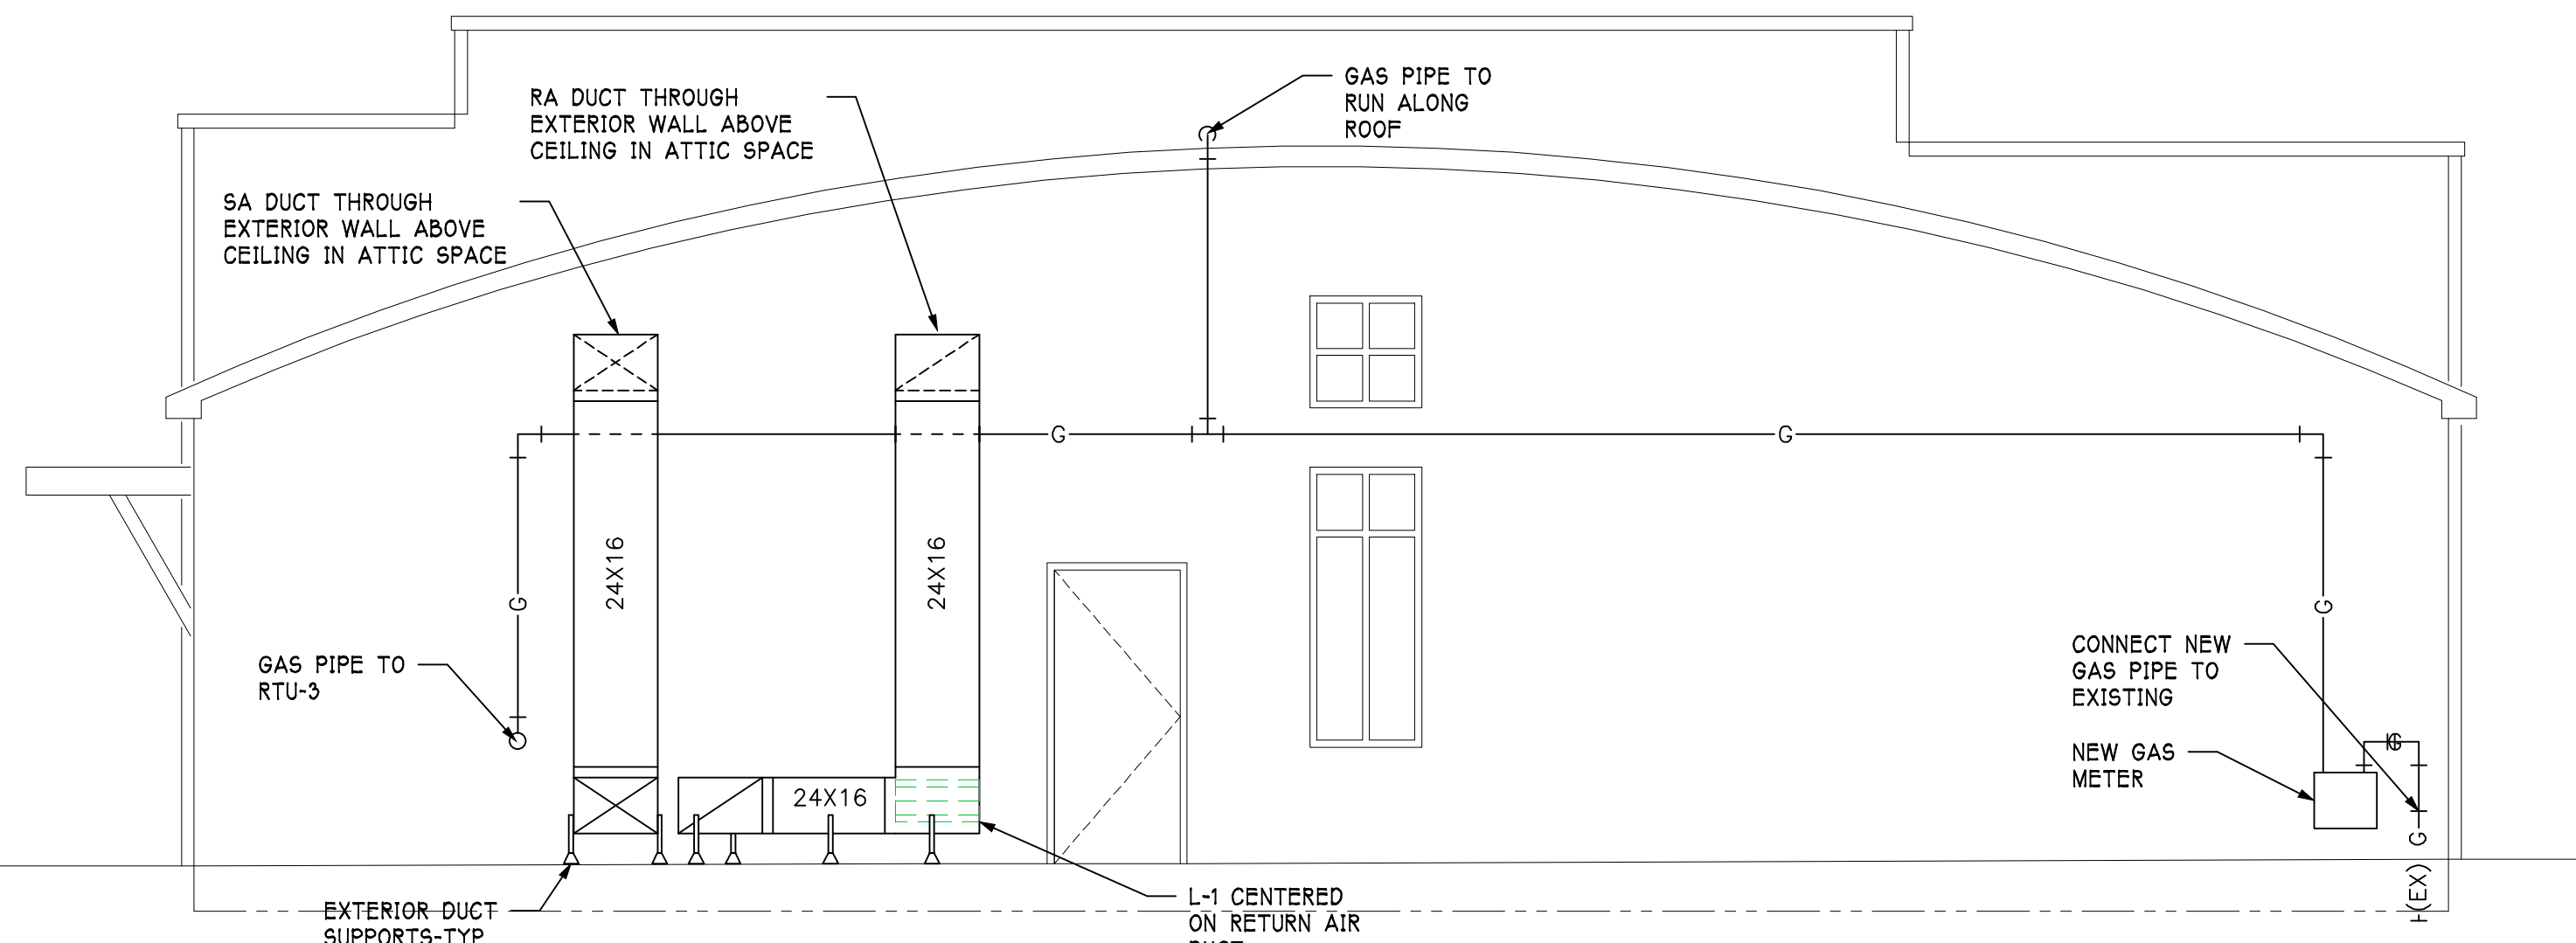 GAS PIPE TO
RUN ALONG
ROOF
RA DUCT THROUGH
EXTERIOR WALL ABOVE
CEILING IN ATTIC SPACE
SA DUCT THROUGH
EXTERIOR WALL ABOVE
CEILING IN ATTIC SPACE
G
G
24X16
24X16
G
G
GAS PIPE TO
RTU-3
CONNECT NEW
GAS PIPE TO
EXISTING
NEW GAS
METER
G
24X16
G
(EX)
L-1 CENTERED
ON RETURN AIR
EXTERIOR DUCT
SUPPORTS-TYP